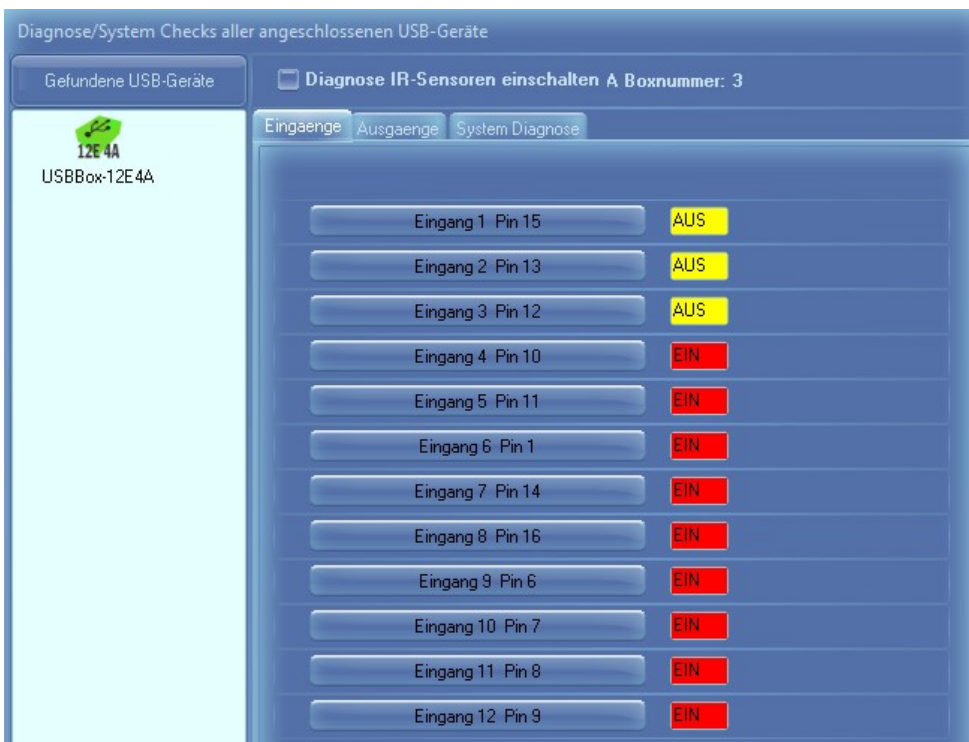 Diagnose/System Checks aller angeschlossenen USB-Geräte
Gefundene USB-Geräte
12E 4A
USBBox-12E4A
Diagnose IR-Sensoren einschalten A Boxnummer: 3
Eingaenge Ausgaenge System Diagnose
Eingang 1 Pin 15 AUS
Eingang 2 Pin 13 AUS
Eingang 3 Pin 12 AUS
Eingang 4 Pin 10 EIN
Eingang 5 Pin 11 EIN
Eingang 6 Pin 1 EIN
Eingang 7 Pin 14 EIN
Eingang 8 Pin 16 EIN
Eingang 9 Pin 6 EIN
Eingang 10 Pin 7 EIN
Eingang 11 Pin 8 EIN
Eingang 12 Pin 9 EIN